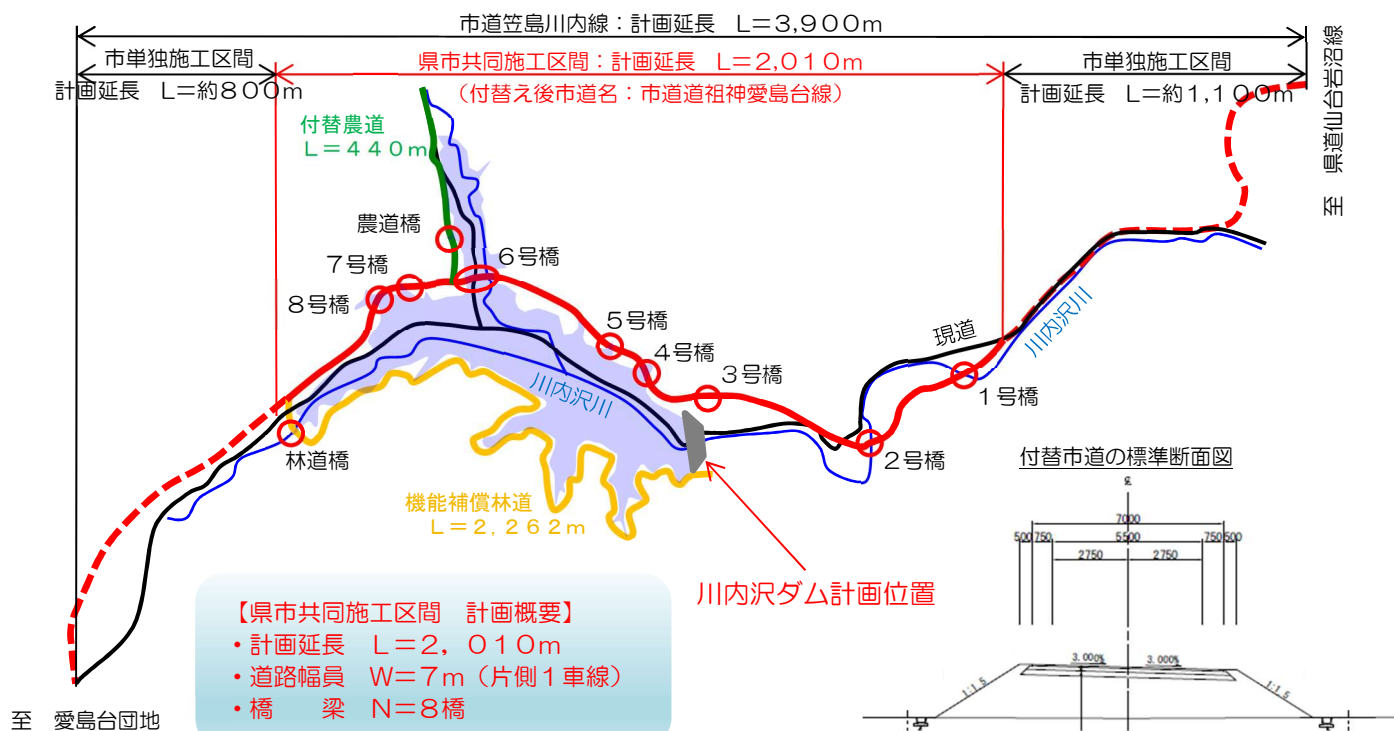 市道笠島川内線:計画延長 L=3,900m
市単独施工区間
計画延長 L=約800m
県市共同施工区間:計画延長 L=2,010m
(付替え後市道名:市道道祖神愛島台線)
市単独施工区間
計画延長 L=約1,100m
至 県道仙台岩沼線
付替農道
L=440m
農道橋
6号橋
7号橋
8号橋
5号橋
4号橋
3号橋
現道
川内沢川
1号橋
川内沢川
2号橋
林道橋
機能補償林道
L=2,262m
川内沢ダム計画位置
付替市道の標準断面図
℄
7000
500 750 5500 750 500
2750 2750
3.000% 3.000%
1:1.5 1:1.5
【県市共同施工区間 計画概要】
・計画延長 L=2,010m
・道路幅員 W=7m(片側1車線)
・橋 梁 N=8橋
至 愛島台団地